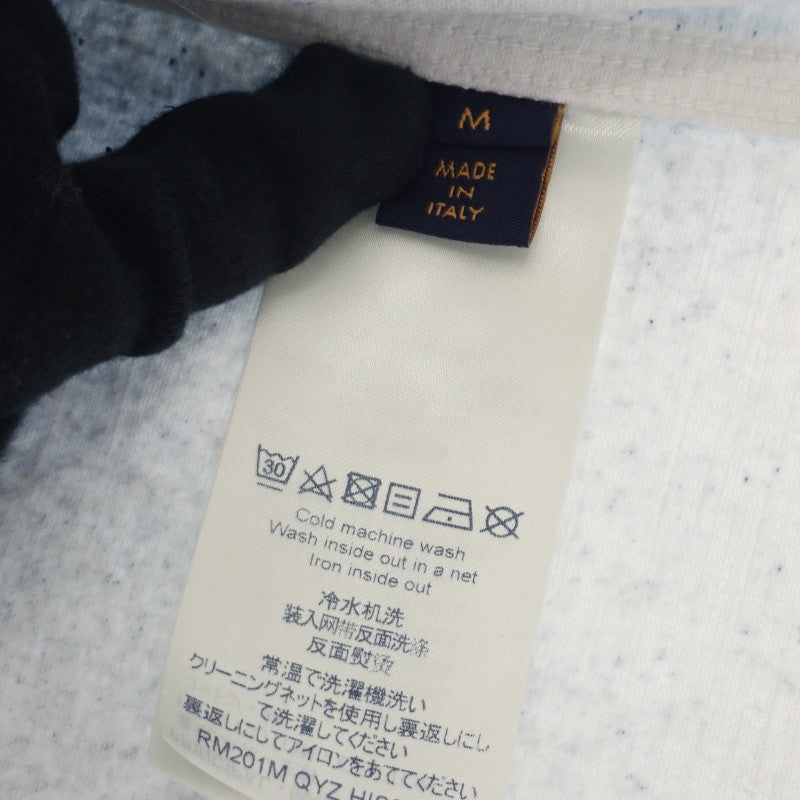 M
MADE
IN
ITALY
30
Cold machine wash
Wash inside out in a net
Iron inside out
冷水机洗
装入网带反面洗涤
反面熨烫
常温で洗濯機洗い
クリーニングネットを使用し裏返しにし
て洗濯してください
裏返しにしてアイロンをあててください
RM201M QYZ